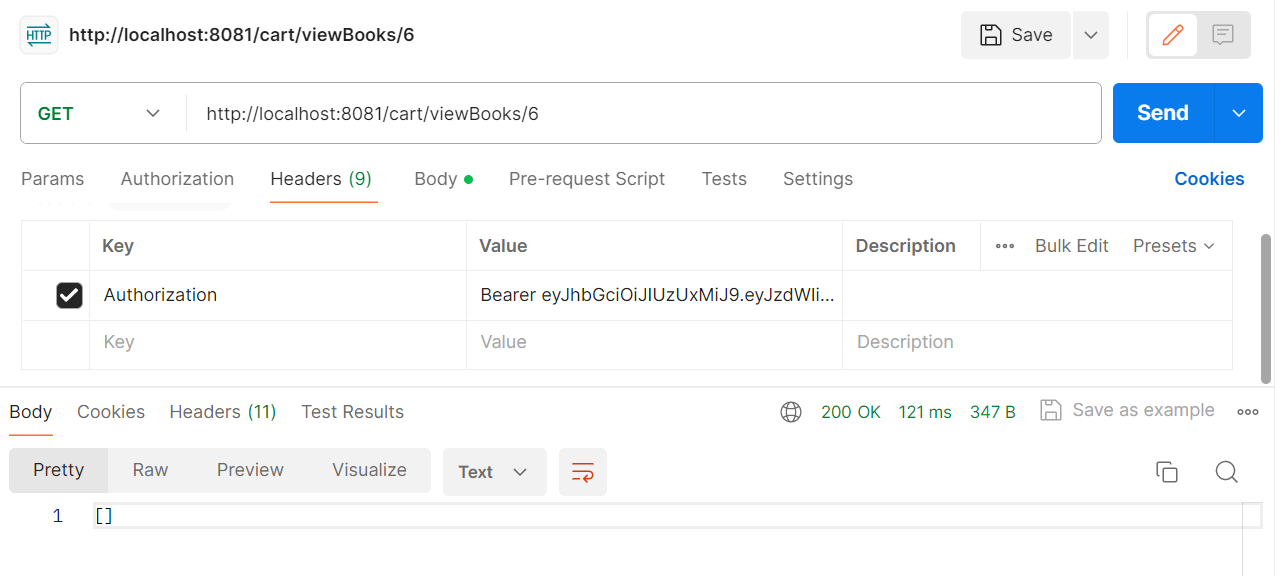 HTTP http://localhost:8081/cart/viewBooks/6 Save
GET http://localhost:8081/cart/viewBooks/6 Send
Params Authorization Headers (9) Body Pre-request Script Tests Settings Cookies
Key Value Description Bulk Edit Presets
Authorization Bearer eyJhbGciOiJIUzUxMiJ9.eyJzdWIi...
Key Value Description
Body Cookies Headers (11) Test Results 200 OK 121 ms 347 B Save as example
Pretty Raw Preview Visualize Text
1 []